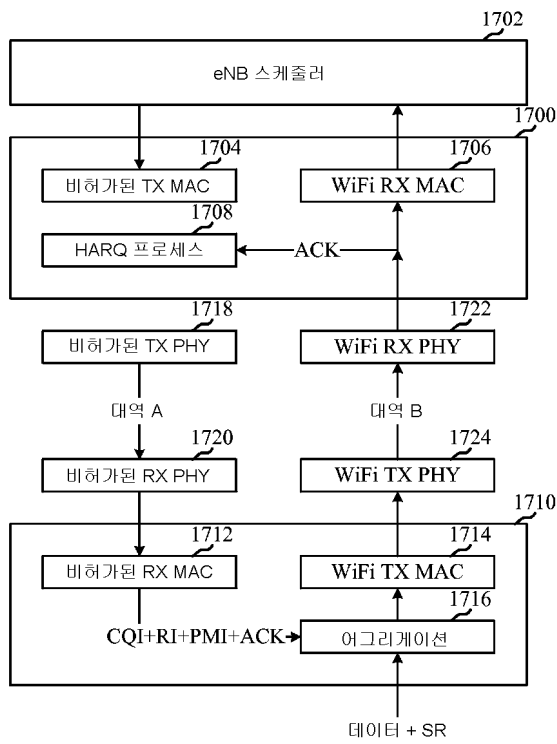 1702
eNB 스케줄러
1700
1704
비허가된 TX MAC
1706
WiFi RX MAC
1708
HARQ 프로세스
ACK
1718
비허가된 TX PHY
1722
WiFi RX PHY
대역 A
대역 B
1720
비허가된 RX PHY
1724
WiFi TX PHY
1710
1712
비허가된 RX MAC
1714
WiFi TX MAC
1716
어그리게이션
CQI+RI+PMI+ACK
데이터 + SR